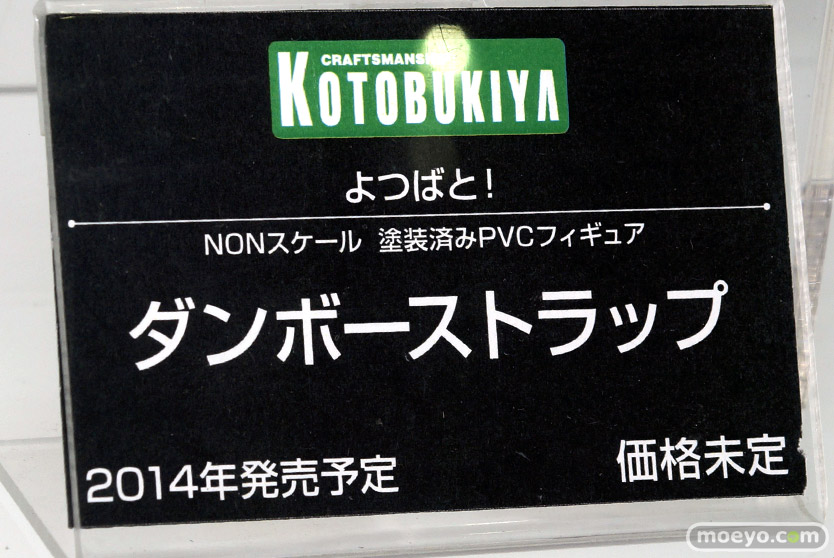 CRAFTSMANSHIP
KOTOBUKIYA
よつばと!
NONスケール 塗装済みPVCフィギュア
ダンボーストラップ
2014年発売予定
価格未定
moeyo.com